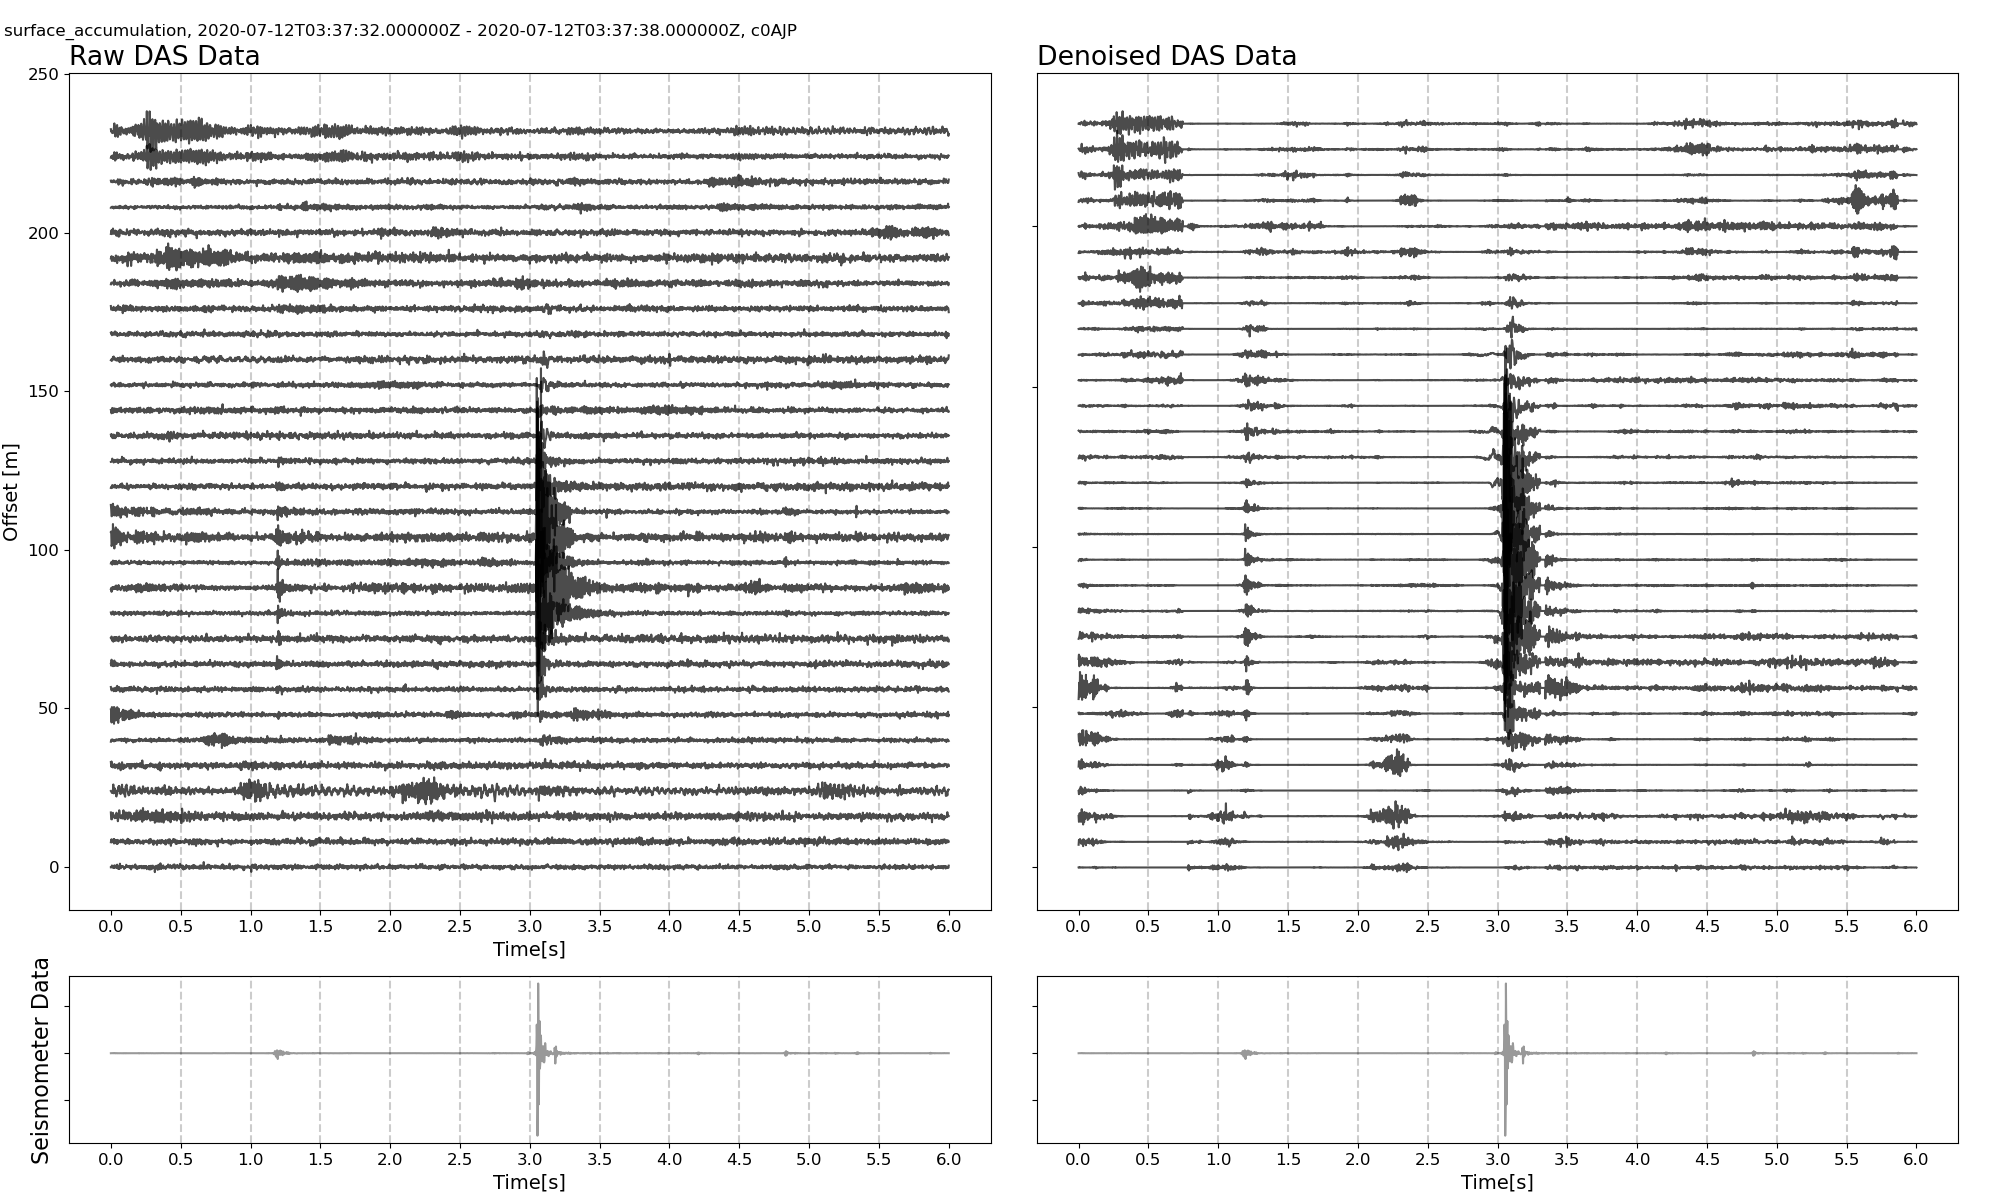 surface_accumulation, 2020-07-12T03:37:32.000000Z - 2020-07-12T03:37:38.000000Z, c0AJP
Raw DAS Data
Denoised DAS Data
250
200
150
100
50
0
Offset [m]
0.0 0.5 1.0 1.5 2.0 2.5 3.0 3.5 4.0 4.5 5.0 5.5 6.0
Time[s]
0.0 0.5 1.0 1.5 2.0 2.5 3.0 3.5 4.0 4.5 5.0 5.5 6.0
Seismometer Data
0.0 0.5 1.0 1.5 2.0 2.5 3.0 3.5 4.0 4.5 5.0 5.5 6.0
Time[s]
0.0 0.5 1.0 1.5 2.0 2.5 3.0 3.5 4.0 4.5 5.0 5.5 6.0
Time[s]